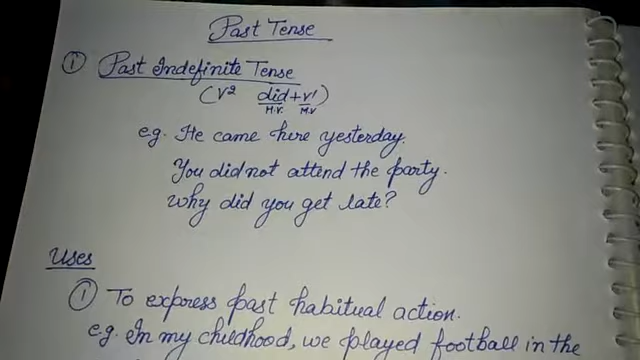 Past Tense
① Past Indefinite Tense
(V² did+v¹)
H.V. M.V
e.g. He came here yesterday.
You did not attend the party.
Why did you get late?
Uses
① To express past habitual action.
e.g. In my childhood, we played football in the